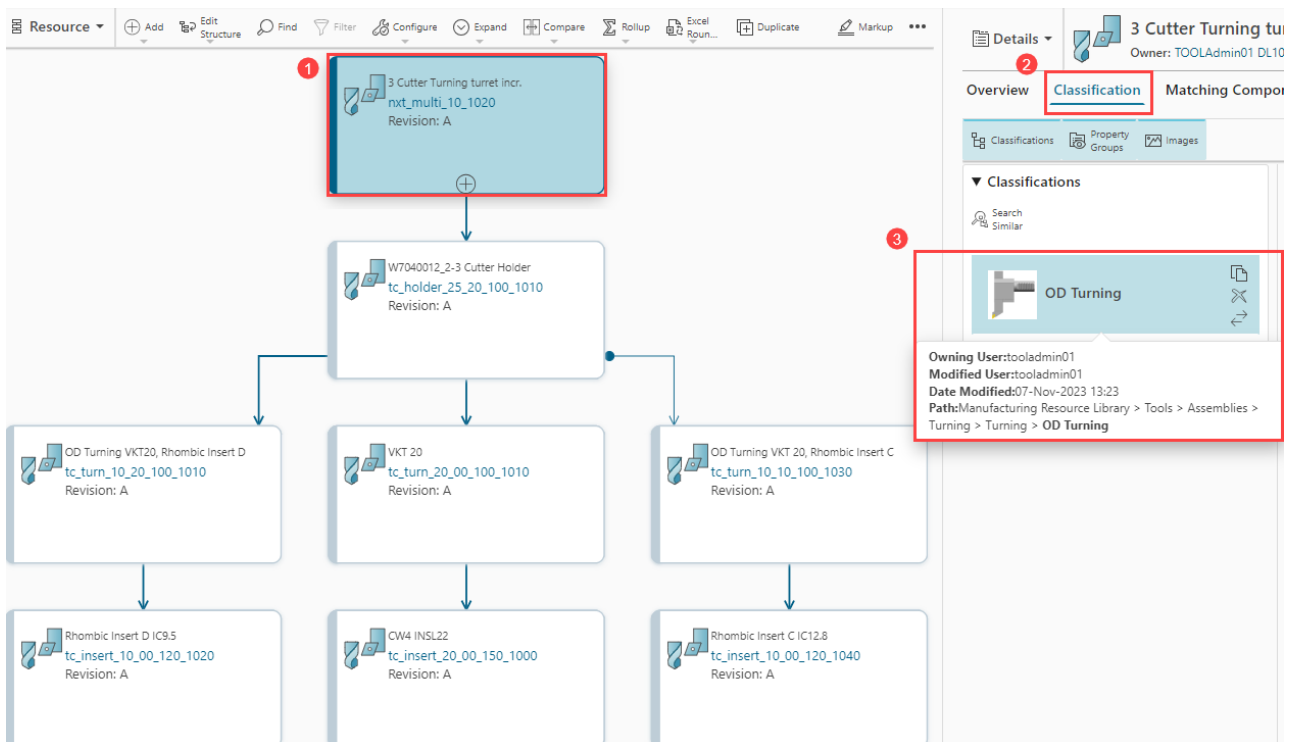 Resource
Add
Edit
Structure
Find
Filter
Configure
Expand
Compare
Rollup
Excel
Roun...
Duplicate
Markup
1
3 Cutter Turning turret incr.
nxt_multi_10_1020
Revision: A
W7040012_2-3 Cutter Holder
tc_holder_25_20_100_1010
Revision: A
OD Turning VKT20, Rhombic Insert D
tc_turn_10_20_100_1010
Revision: A
VKT 20
tc_turn_20_00_100_1010
Revision: A
OD Turning VKT 20, Rhombic Insert C
tc_turn_10_10_100_1030
Revision: A
Rhombic Insert D IC9.5
tc_insert_10_00_120_1020
Revision: A
CW4 INSL22
tc_insert_20_00_150_1000
Revision: A
Rhombic Insert C IC12.8
tc_insert_10_00_120_1040
Revision: A
Details
3 Cutter Turning tu
Owner: TOOLAdmin01 DL10
2
Overview
Classification
Matching Compo
Classifications
Property
Groups
Images
Classifications
Search
Similar
3
OD Turning
Owning User:tooladmin01
Modified User:tooladmin01
Date Modified:07-Nov-2023 13:23
Path:Manufacturing Resource Library > Tools > Assemblies >
Turning > Turning > OD Turning